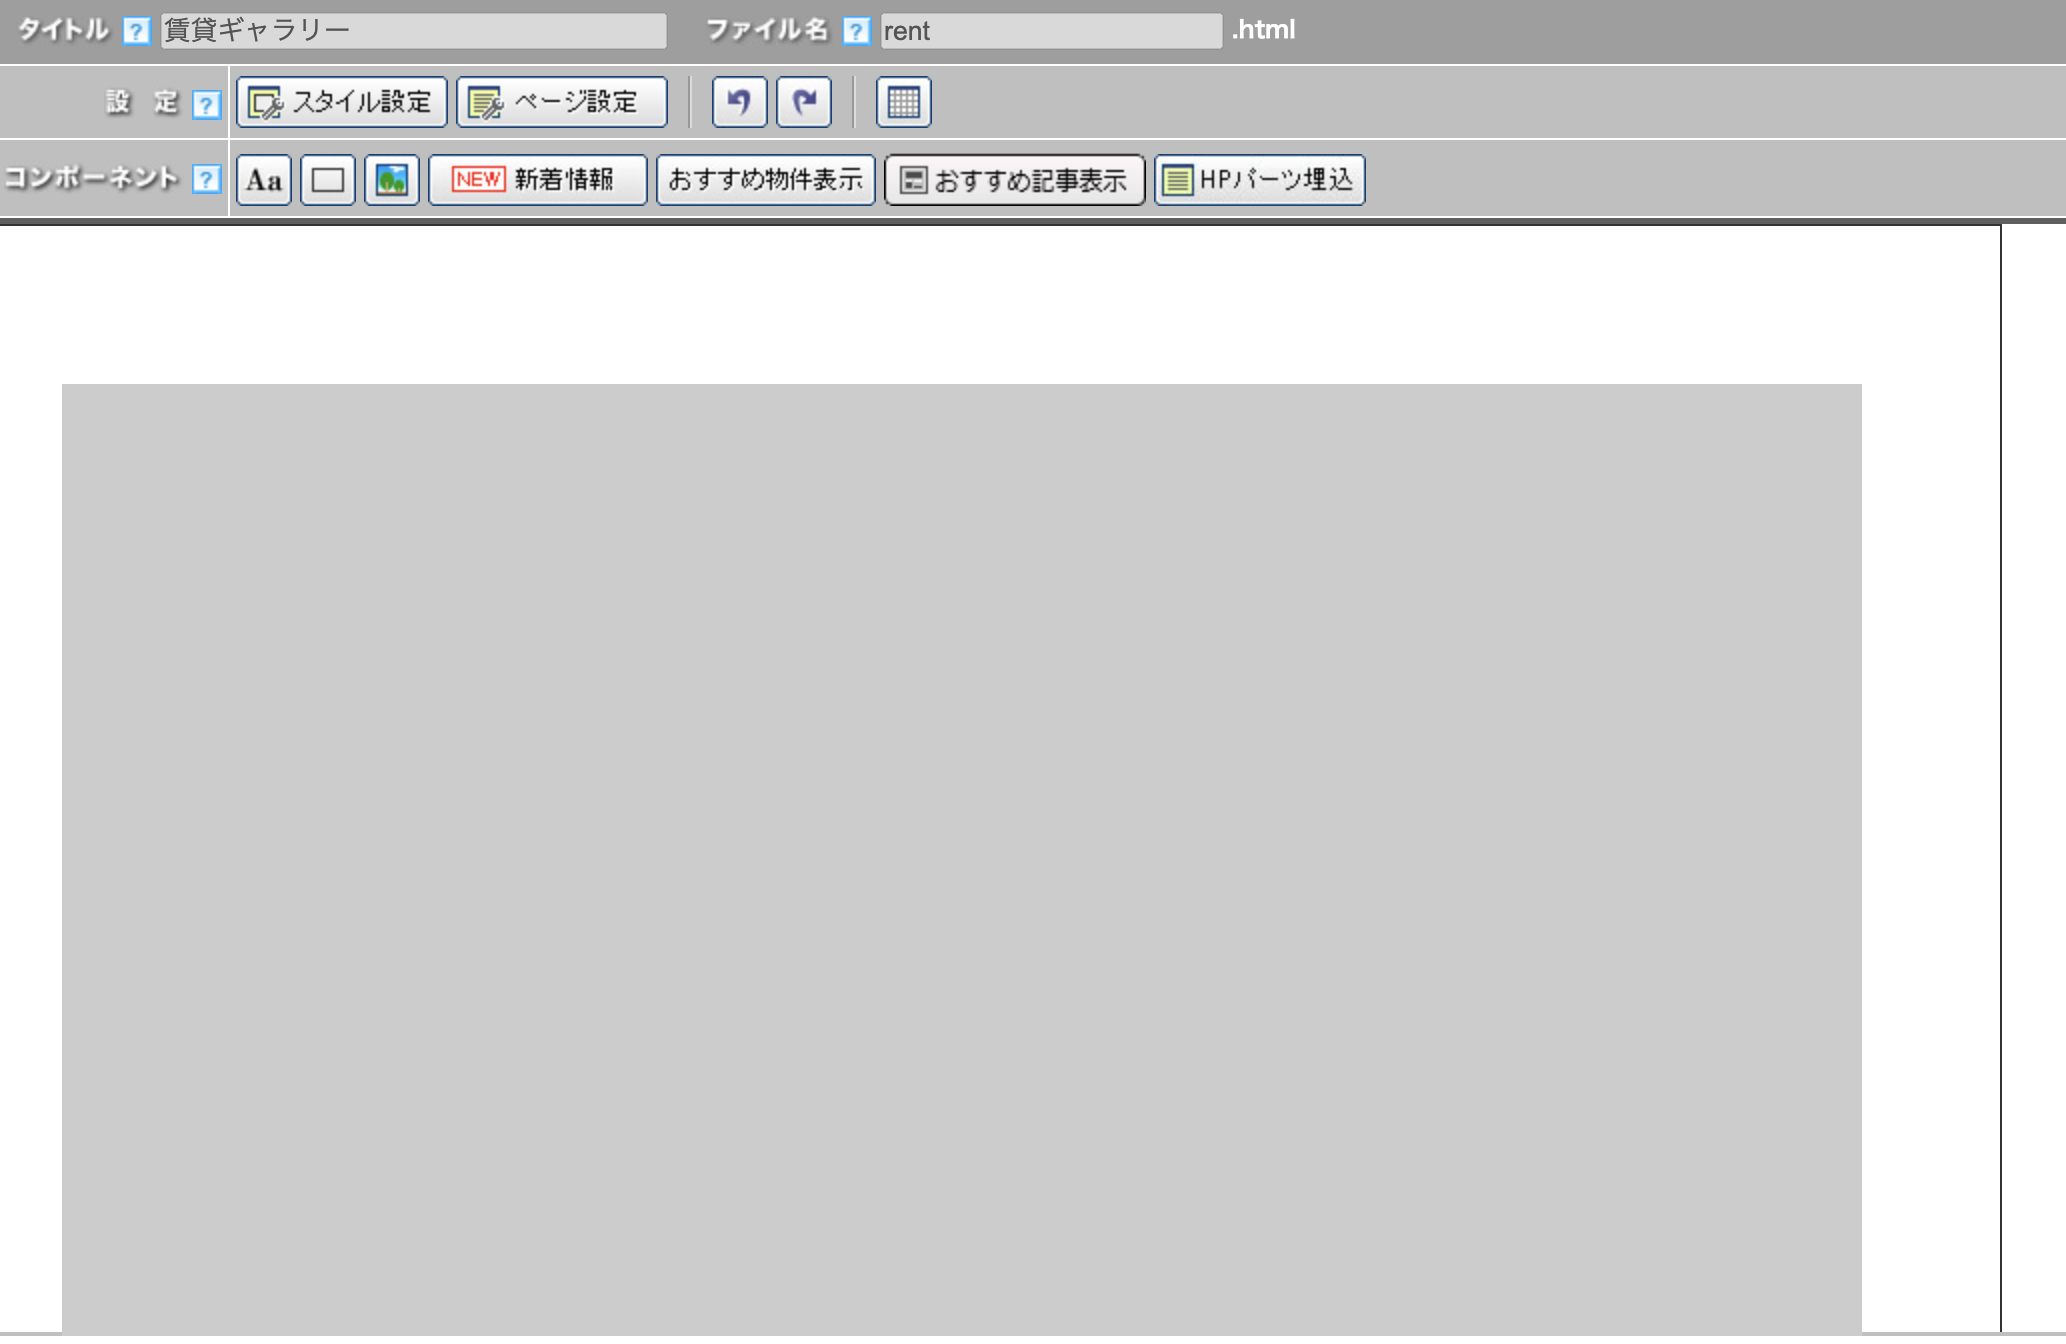 タイトル ? 賃貸ギャラリー ファイル名 ? rent .html
設 定 ? スタイル設定 ページ設定
コンポーネント ? Aa NEW 新着情報 おすすめ物件表示 おすすめ記事表示 HPパーツ埋込